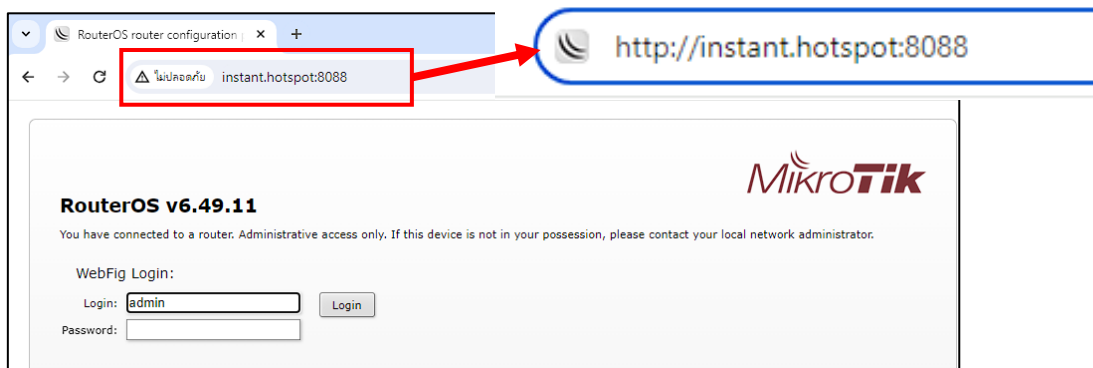 RouterOS router configuration
ไม่ปลอดภัย instant.hotspot:8088
http://instant.hotspot:8088
MikroTik
RouterOS v6.49.11
You have connected to a router. Administrative access only. If this device is not in your possession, please contact your local network administrator.
WebFig Login:
Login: admin Login
Password: